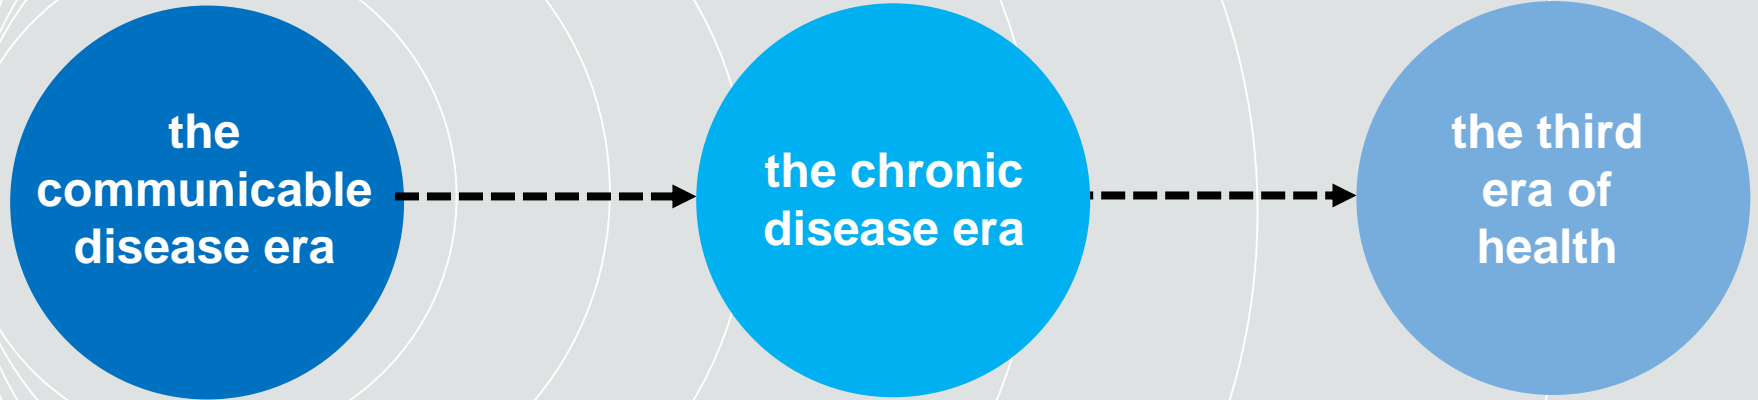 the
communicable
disease era
the chronic
disease era
the third
era of
health